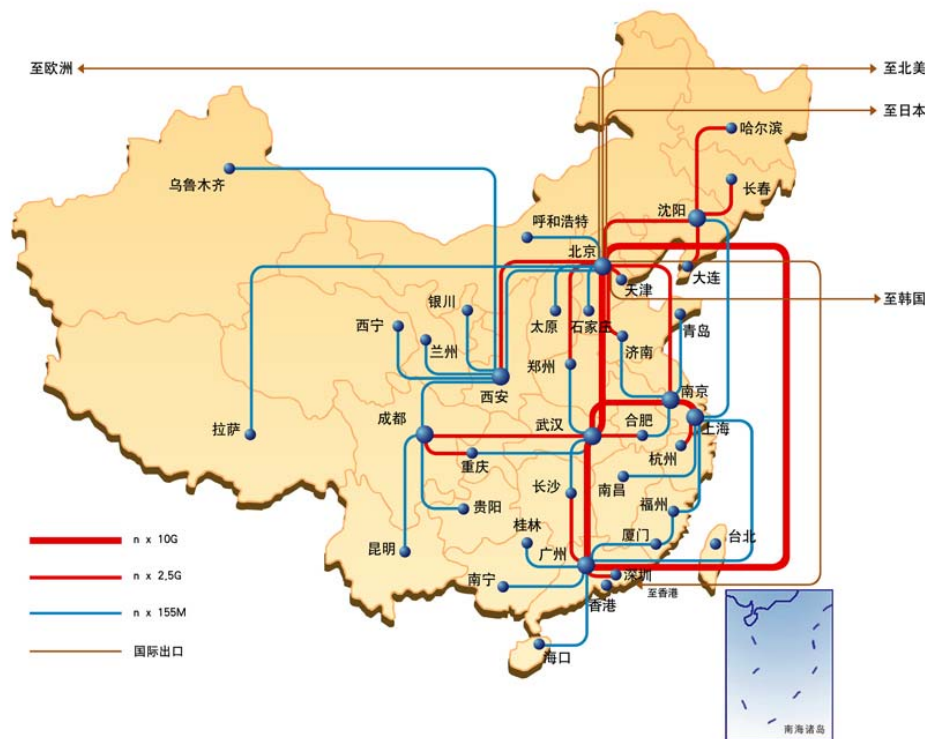 至欧洲
至北美
至日本
哈尔滨
乌鲁木齐
长春
沈阳
呼和浩特
北京
大连
天津
至韩国
银川
西宁
太原
石家庄
青岛
兰州
济南
郑州
西安
南京
成都
武汉
合肥
上海
拉萨
重庆
杭州
长沙
南昌
贵阳
福州
桂林
n x 10G
昆明
广州
厦门
台北
n x 2,5G
南宁
深圳
至香港
香港
n x 155M
国际出口
海口
南海诸岛